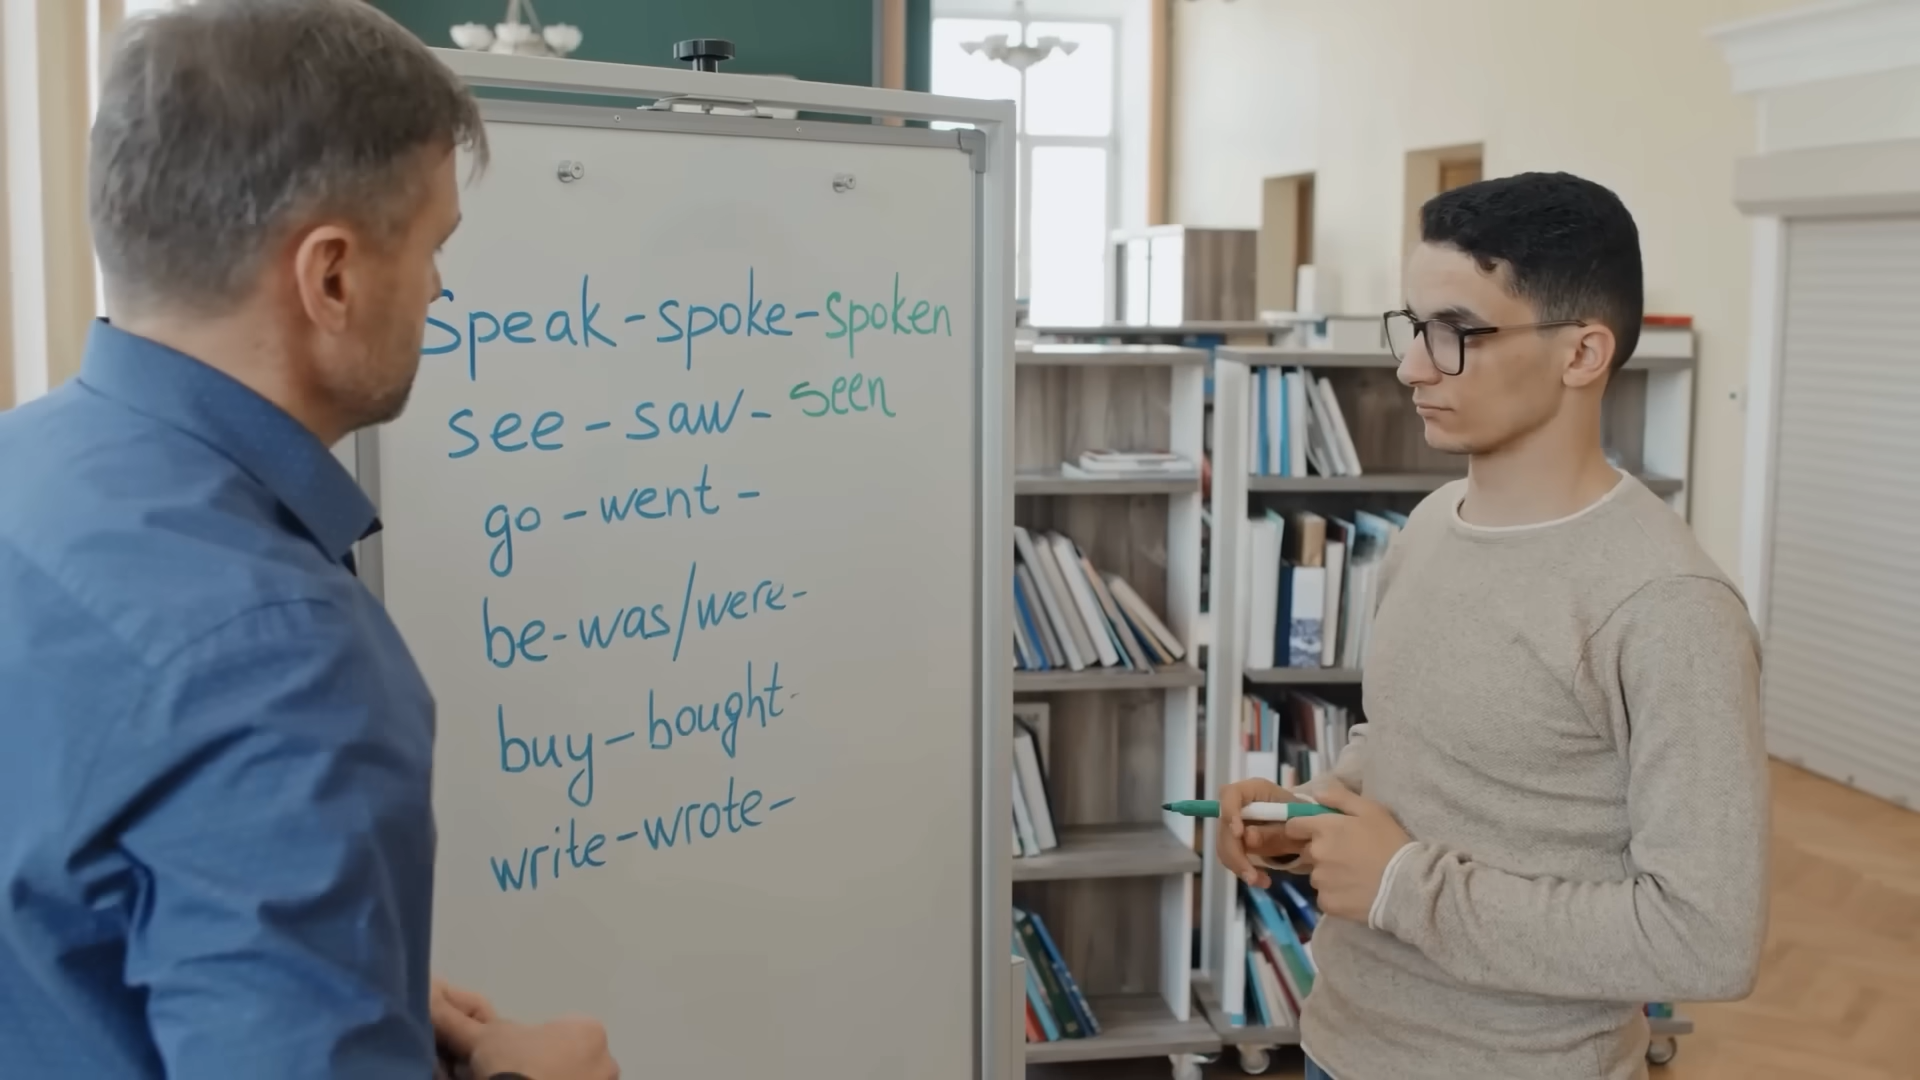 Speak-spoke-spoken
see-saw-seen
go-went-
be-was/were-
buy-bought-
write-wrote-